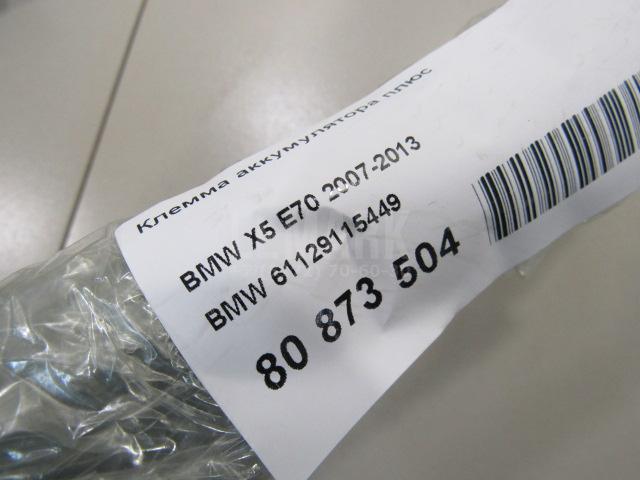 Клемма аккумулятора плюс
BMW X5 E70 2007-2013
BMW 61129115449
80 873 504